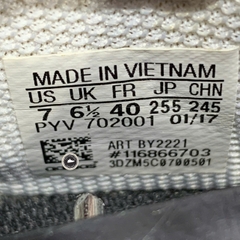 MADE IN VIETNAM
US UK FR JP CHN
7 6½ 40 255 245
PYV 702001 01/17
ART BY2221
#116866703
3DZM5C0700501